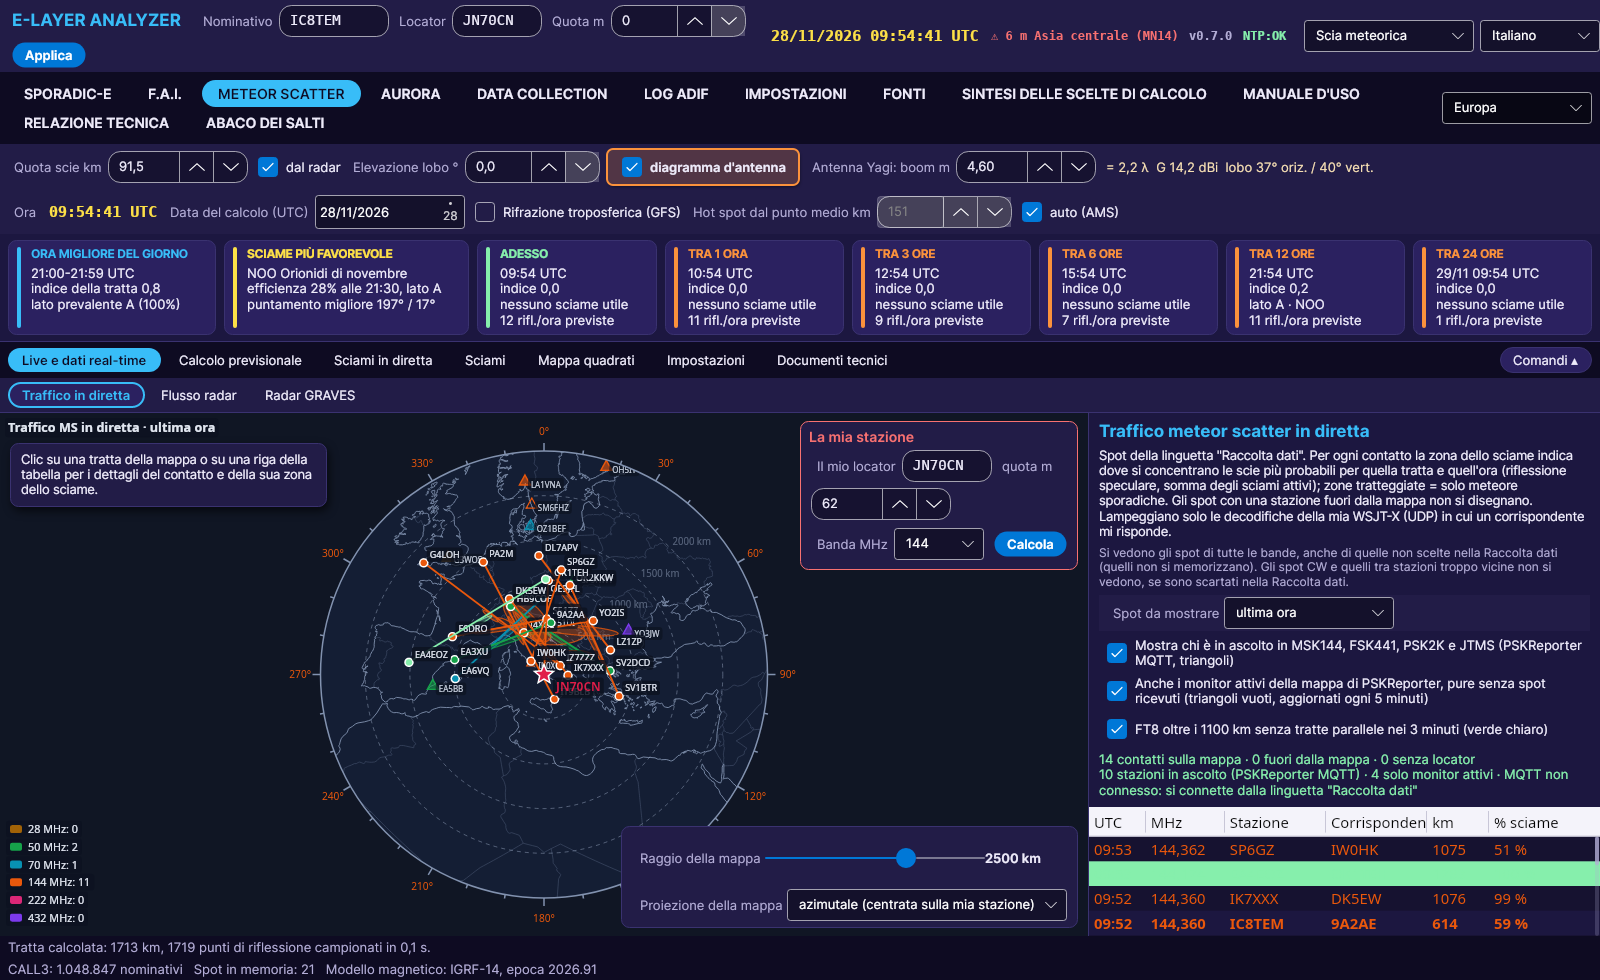 E-LAYER ANALYZER
Nominativo IC8TEM Locator JN70CN Quota m 0
Applica
28/11/2026 09:54:41 UTC ⚠ 6 m Asia centrale (MN14) v0.7.0 NTP:OK
Scia meteorica Italiano
SPORADIC-E F.A.I. METEOR SCATTER AURORA DATA COLLECTION LOG ADIF IMPOSTAZIONI FONTI SINTESI DELLE SCELTE DI CALCOLO MANUALE D'USO
RELAZIONE TECNICA ABACO DEI SALTI
Europa
Quota scie km 91,5 dal radar Elevazione lobo ° 0,0 diagramma d'antenna Antenna Yagi: boom m 4,60 = 2,2 λ G 14,2 dBi lobo 37° oriz. / 40° vert.
Ora 09:54:41 UTC Data del calcolo (UTC) 28/11/2026 28 Rifrazione troposferica (GFS) Hot spot dal punto medio km 151 auto (AMS)
ORA MIGLIORE DEL GIORNO
21:00-21:59 UTC
indice della tratta 0,8
lato prevalente A (100%)
SCIAME PIÙ FAVOREVOLE
NOO Orionidi di novembre
efficienza 28% alle 21:30, lato A
puntamento migliore 197° / 17°
ADESSO
09:54 UTC
indice 0,0
nessuno sciame utile
12 rifl./ora previste
TRA 1 ORA
10:54 UTC
indice 0,0
nessuno sciame utile
11 rifl./ora previste
TRA 3 ORE
12:54 UTC
indice 0,0
nessuno sciame utile
9 rifl./ora previste
TRA 6 ORE
15:54 UTC
indice 0,0
nessuno sciame utile
7 rifl./ora previste
TRA 12 ORE
21:54 UTC
indice 0,2
lato A · NOO
11 rifl./ora previste
TRA 24 ORE
29/11 09:54 UTC
indice 0,0
nessuno sciame utile
1 rifl./ora previste
Live e dati real-time Calcolo previsionale Sciami in diretta Sciami Mappa quadrati Impostazioni Documenti tecnici Comandi ▴
Traffico in diretta Flusso radar Radar GRAVES
Traffico MS in diretta · ultima ora
Clic su una tratta della mappa o su una riga della
tabella per i dettagli del contatto e della sua zona
dello sciame.
0°
330° 30°
300° 60°
270° 90°
240° 120°
210°
180°
2000 km
1500 km
1000 km
LA1VNA
SM6FHZ
OZ1BEF
DL7APV
SP6GZ
G4LOH
PA2M
DK5EW
9A2AA
YO2IS
YO3JW
LZ1ZP
F6DRO
EA4EOZ
EA3XU
EA6VQ
EA5BB
IW0HK
IK7XXX
SV2DCD
SV1BTR
JN70CN
28 MHz: 0
50 MHz: 2
70 MHz: 1
144 MHz: 11
222 MHz: 0
432 MHz: 0
La mia stazione
Il mio locator JN70CN quota m
62
Banda MHz 144 Calcola
Raggio della mappa 2500 km
Proiezione della mappa azimutale (centrata sulla mia stazione)
Traffico meteor scatter in diretta
Spot della linguetta "Raccolta dati". Per ogni contatto la zona dello sciame indica
dove si concentrano le scie più probabili per quella tratta e quell'ora (riflessione
speculare, somma degli sciami attivi); zone tratteggiate = solo meteore
sporadiche. Gli spot con una stazione fuori dalla mappa non si disegnano.
Lampeggiano solo le decodifiche della mia WSJT-X (UDP) in cui un corrispondente
mi risponde.
Si vedono gli spot di tutte le bande, anche di quelle non scelte nella Raccolta dati
(quelli non si memorizzano). Gli spot CW e quelli tra stazioni troppo vicine non si
vedono, se sono scartati nella Raccolta dati.
Spot da mostrare ultima ora
Mostra chi è in ascolto in MSK144, FSK441, PSK2K e JTMS (PSKReporter
MQTT, triangoli)
Anche i monitor attivi della mappa di PSKReporter, pure senza spot
ricevuti (triangoli vuoti, aggiornati ogni 5 minuti)
FT8 oltre i 1100 km senza tratte parallele nei 3 minuti (verde chiaro)
14 contatti sulla mappa · 0 fuori dalla mappa · 0 senza locator
10 stazioni in ascolto (PSKReporter MQTT) · 4 solo monitor attivi · MQTT non
connesso: si connette dalla linguetta "Raccolta dati"
UTC MHz Stazione Corrisponden km % sciame
09:53 144,362 SP6GZ IW0HK 1075 51 %
09:52 144,360 IK7XXX DK5EW 1076 99 %
09:52 144,360 IC8TEM 9A2AE 614 59 %
Tratta calcolata: 1713 km, 1719 punti di riflessione campionati in 0,1 s.
CALL3: 1.048.847 nominativi Spot in memoria: 21 Modello magnetico: IGRF-14, epoca 2026.91